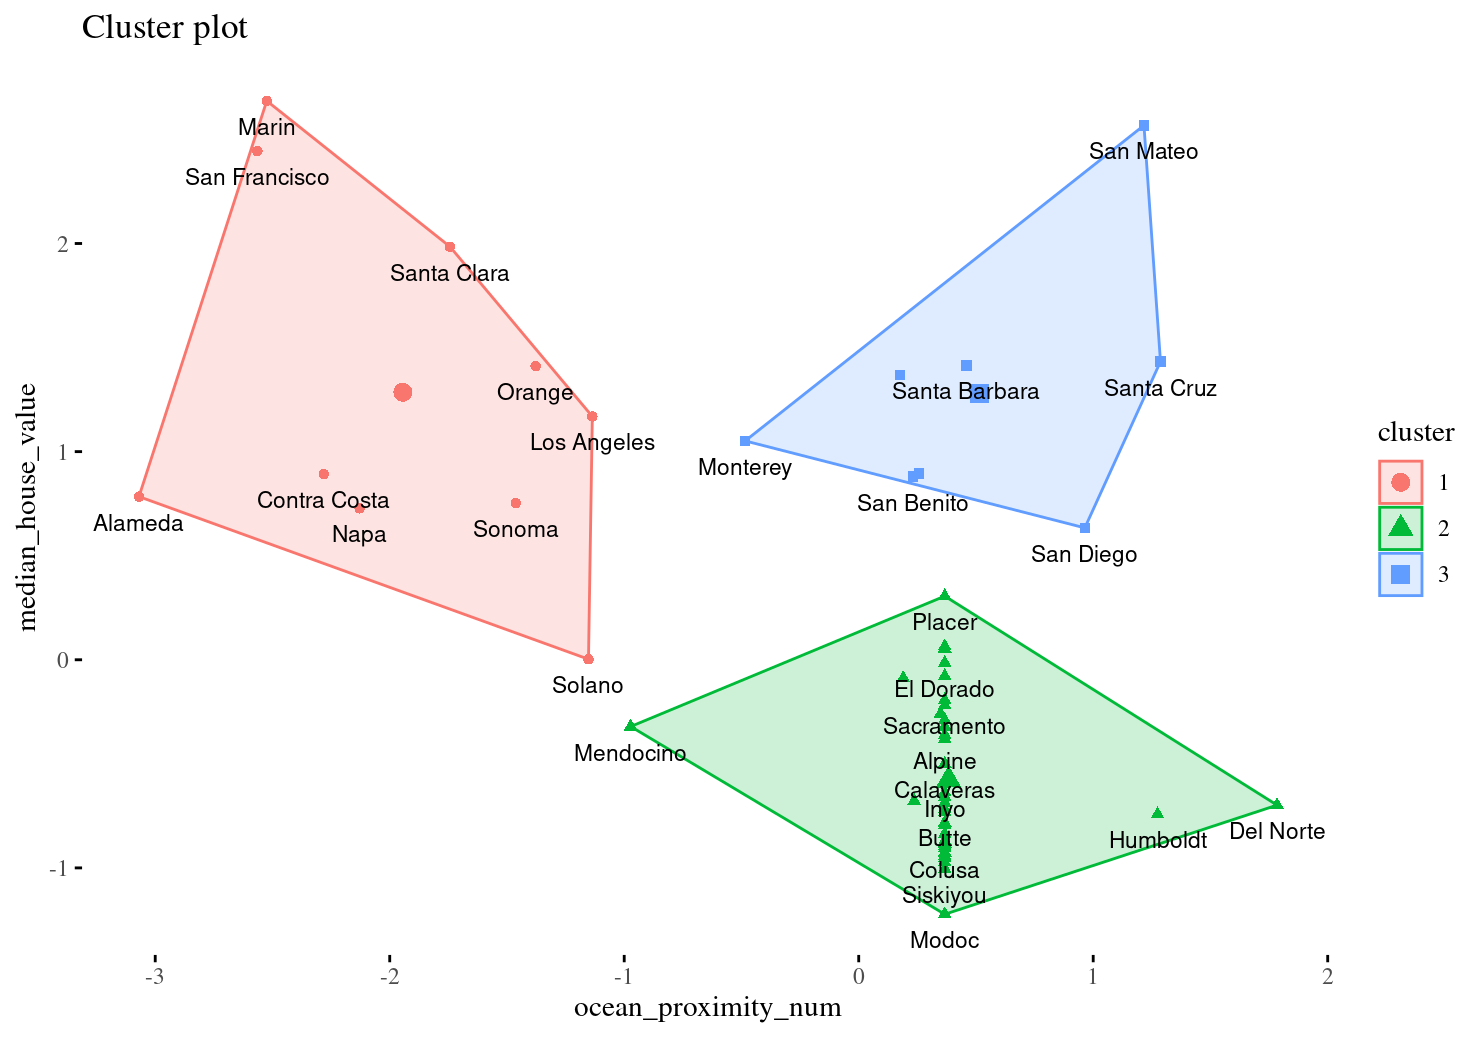 Cluster plot
Marin
San Mateo
San Francisco
2
Santa Clara
Orange
Santa Barbara
Santa Cruz
cluster
Los Angeles
1
Monterey
1
Contra Costa
San Benito
Alameda
Napa
Sonoma
2
San Diego
median_house_value
3
Placer
0
Solano
El Dorado
Sacramento
Mendocino
Alpine
Calaveras
Inyo
Del Norte
Butte
Humboldt
-1
Colusa
Siskiyou
Modoc
-3 -2 -1 0 1 2
ocean_proximity_num